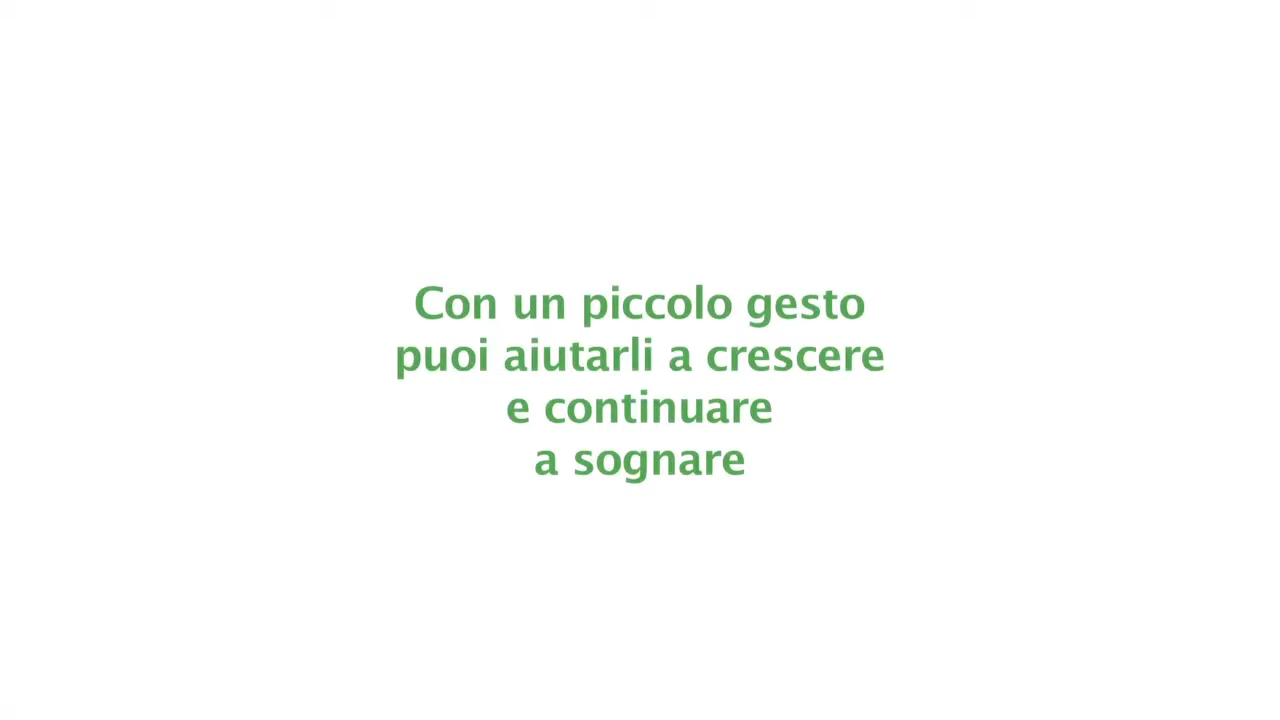 Con un piccolo gesto
puoi aiutarli a crescere
e continuare
a sognare